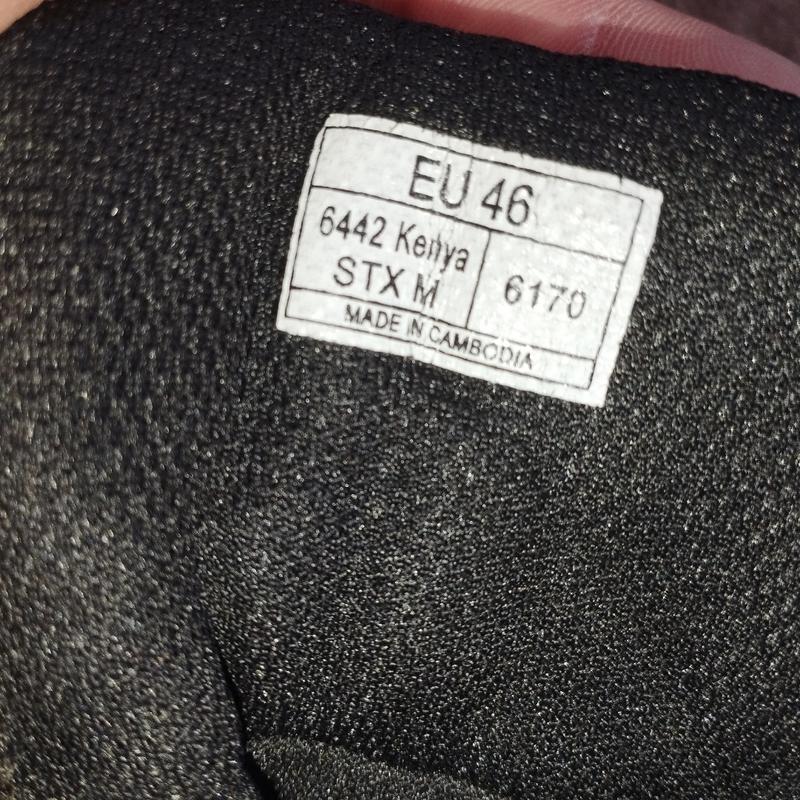 EU 46
6442 Kenya
STX M
6170
MADE IN CAMBODIA